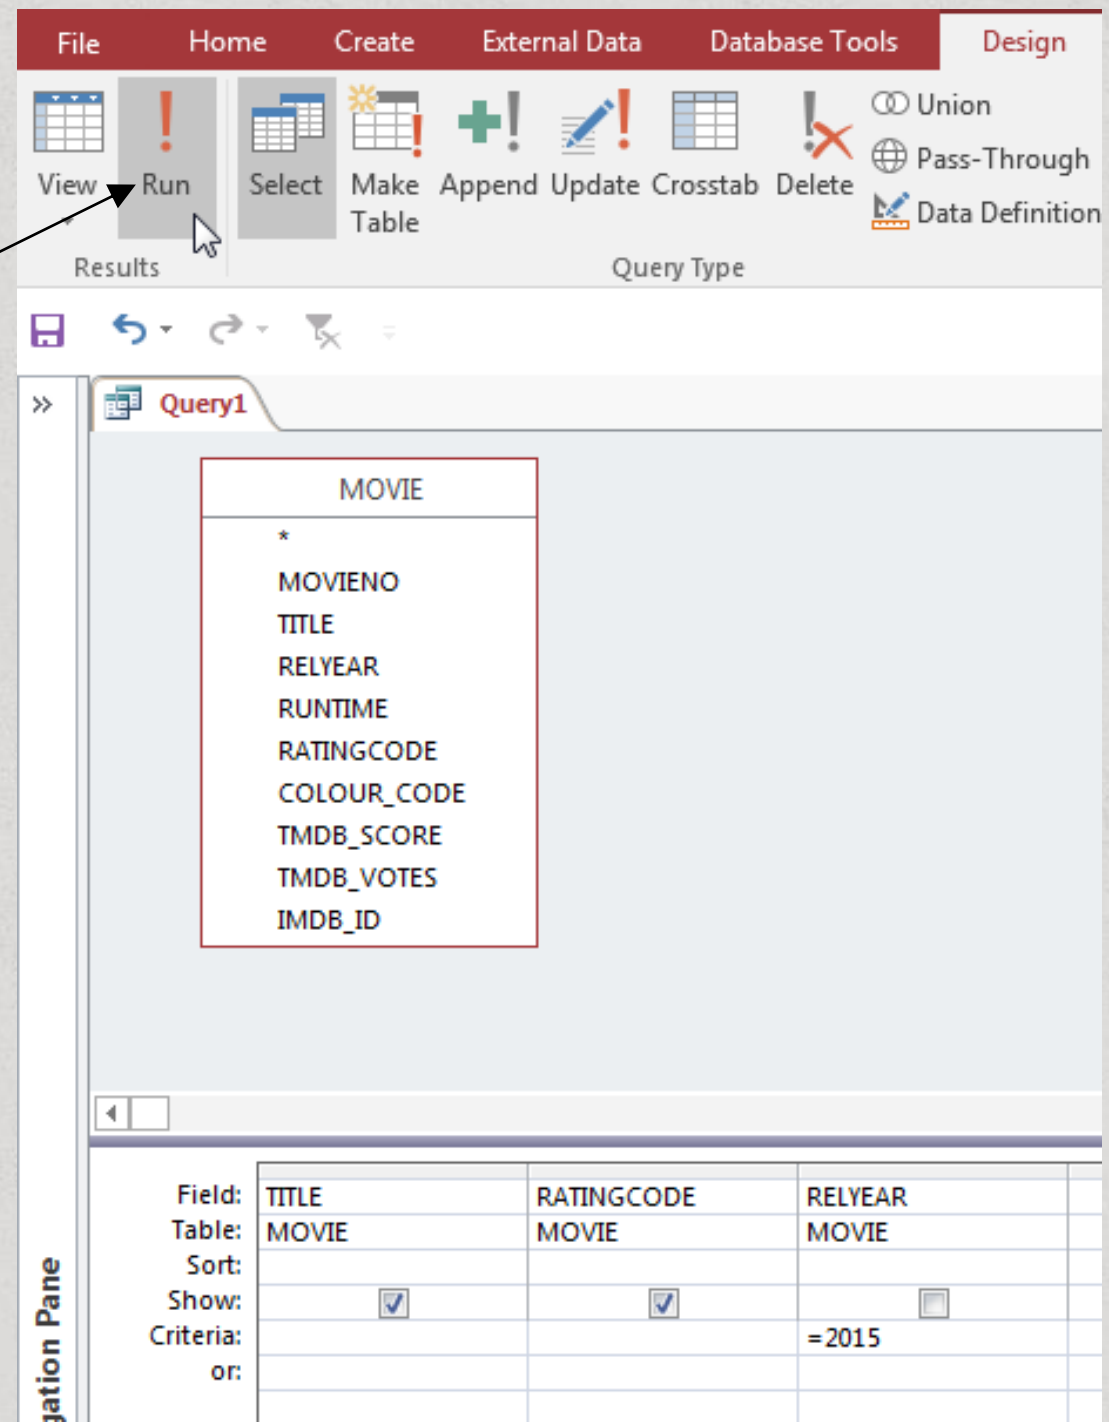 File Home Create External Data Database Tools Design
View Run Select Make Table Append Update Crosstab Delete
Union
Pass-Through
Data Definition
Results Query Type
Query1
MOVIE
*
MOVIENO
TITLE
RELYEAR
RUNTIME
RATINGCODE
COLOUR_CODE
TMDB_SCORE
TMDB_VOTES
IMDB_ID
Field: TITLE RATINGCODE RELYEAR
Table: MOVIE MOVIE MOVIE
Sort:
Show:
Criteria: =2015
or:
gation Pane